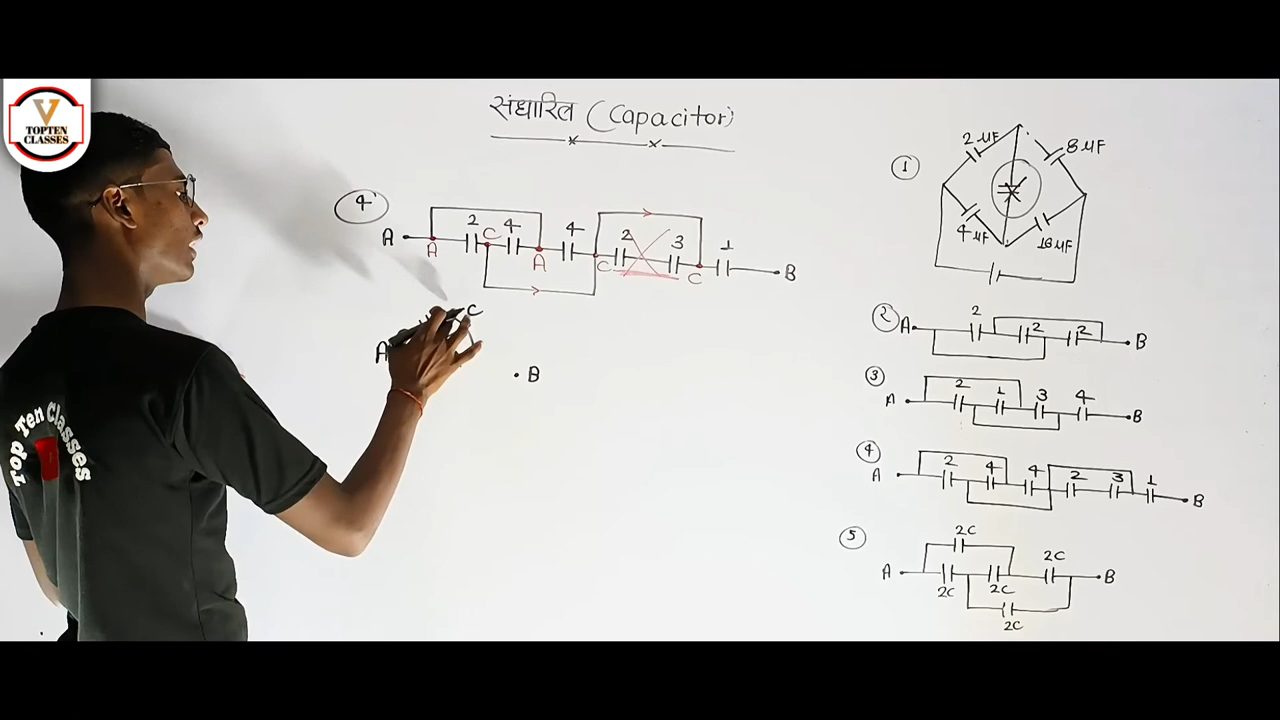 V
TOPTEN
CLASSES
संधारित्र (Capacitor)
4
A 2 C 4 4 2 3 1 B
A A C C
C
A
B
Top Ten Classes
1
2 μF 8 μF
4 μF 16 μF
2 A 2 2 2 B
3 A 2 1 3 4 B
4 A 2 4 4 2 3 1 B
5 2C
A 2C B
2C 2C
2C